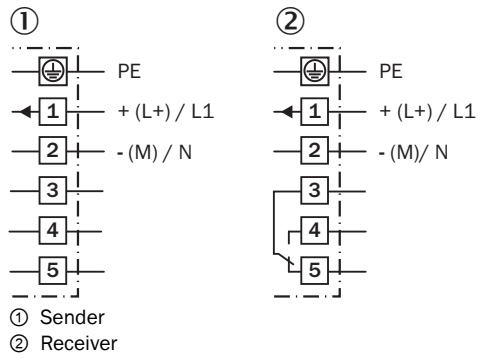 ① ②
PE PE
1 + (L+) / L1 1 + (L+) / L1
2 - (M) / N 2 - (M)/ N
3 3
4 4
5 5
① Sender
② Receiver